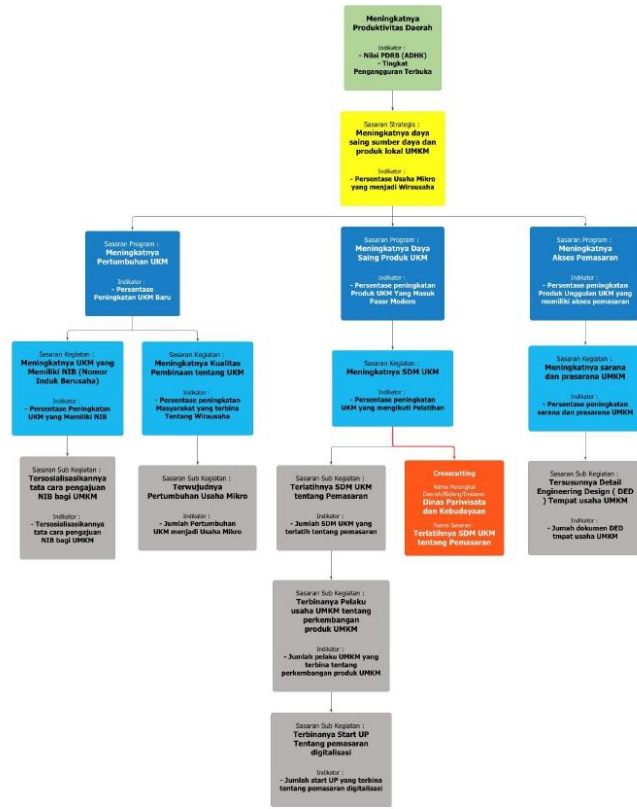 Meningkatnya
Produktivitas Daerah
Indikator :
- Nilai PDRB (ADHK)
- Tingkat
Pengangguran Terbuka
Sasaran Strategis :
Meningkatnya daya
saing sumber daya dan
produk lokal UMKM
Indikator :
- Persentase Usaha Mikro
yang menjadi Wirausaha
Sasaran Program :
Meningkatnya
Pertumbuhan UKM
Indikator :
- Persentase
Peningkatan UKM Baru
Sasaran Program :
Meningkatnya Daya
Saing Produk UKM
Indikator :
- Persentase peningkatan
Produk UKM Yang Masuk
Pasar Modern
Sasaran Program :
Meningkatnya
Akses Pemasaran
Indikator :
- Persentase peningkatan
Produk Unggulan UKM yang
memiliki akses pemasaran
Sasaran Kegiatan :
Meningkatnya UKM yang
Memiliki NIB (Nomor
Induk Berusaha)
Indikator :
- Persentase Peningkatan
UKM yang Memiliki NIB
Sasaran Kegiatan :
Meningkatnya Kualitas
Pembinaan tentang UKM
Indikator :
- Persentase peningkatan
Masyarakat yang terbina
Tentang Wirausaha
Sasaran Kegiatan :
Meningkatnya SDM UKM
Indikator :
- Persentase peningkatan
UKM yang mengikuti Pelatihan
Sasaran Kegiatan :
Meningkatnya sarana
dan prasarana UMKM
Indikator :
- Persentase peningkatan
sarana dan prasarana UMKM
Sasaran Sub Kegiatan :
Tersosialisasikannya
tata cara pengajuan
NIB bagi UMKM
Indikator :
- Tersosialisasikannya
tata cara pengajuan
NIB bagi UMKM
Sasaran Sub Kegiatan :
Terwujudnya
Pertumbuhan Usaha Mikro
Indikator :
- Jumlah Pertumbuhan
UKM menjadi Usaha Mikro
Sasaran Sub Kegiatan :
Terlatihnya SDM UKM
tentang Pemasaran
Indikator :
- Jumlah SDM UKM yang
terlatih tentang pemasaran
Crosscutting
Nama Perangkat
Daerah/Bidang/Instansi:
Dinas Pariwisata
dan Kebudayaan
Nama Sasaran:
Terlatihnya SDM UKM
tentang Pemasaran
Sasaran Sub Kegiatan :
Tersusunnya Detail
Engineering Design ( DED
) Tempat usaha UMKM
Indikator :
- Jumah dokumen DED
tmpat usaha UMKM
Sasaran Sub Kegiatan :
Terbinanya Pelaku
usaha UMKM tentang
perkembangan
produk UMKM
Indikator :
- Jumlah pelaku UMKM yang
terbina tentang
perkembangan produk UMKM
Sasaran Sub Kegiatan :
Terbinanya Start UP
Tentang pemasaran
digitalisasi
Indikator :
- Jumlah start UP yang terbina
tentang pemasaran digitalisasi